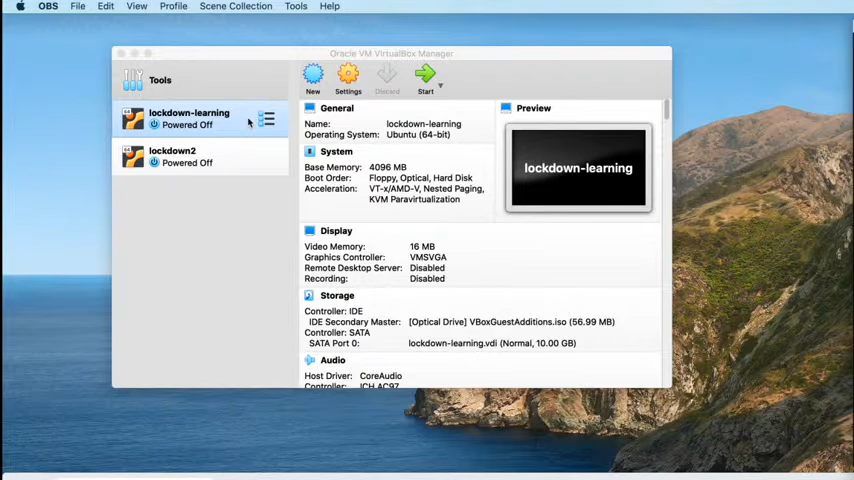 OBS File Edit View Profile Scene Collection Tools Help
Oracle VM VirtualBox Manager
Tools
New Settings Discard Start
lockdown-learning
Powered Off
lockdown2
Powered Off
General
Name: lockdown-learning
Operating System: Ubuntu (64-bit)
System
Base Memory: 4096 MB
Boot Order: Floppy, Optical, Hard Disk
Acceleration: VT-x/AMD-V, Nested Paging,
KVM Paravirtualization
Preview
lockdown-learning
Display
Video Memory: 16 MB
Graphics Controller: VMSVGA
Remote Desktop Server: Disabled
Recording: Disabled
Storage
Controller: IDE
IDE Secondary Master: [Optical Drive] VBoxGuestAdditions.iso (56.99 MB)
Controller: SATA
SATA Port 0: lockdown-learning.vdi (Normal, 10.00 GB)
Audio
Host Driver: CoreAudio
Controller: ICH AC97